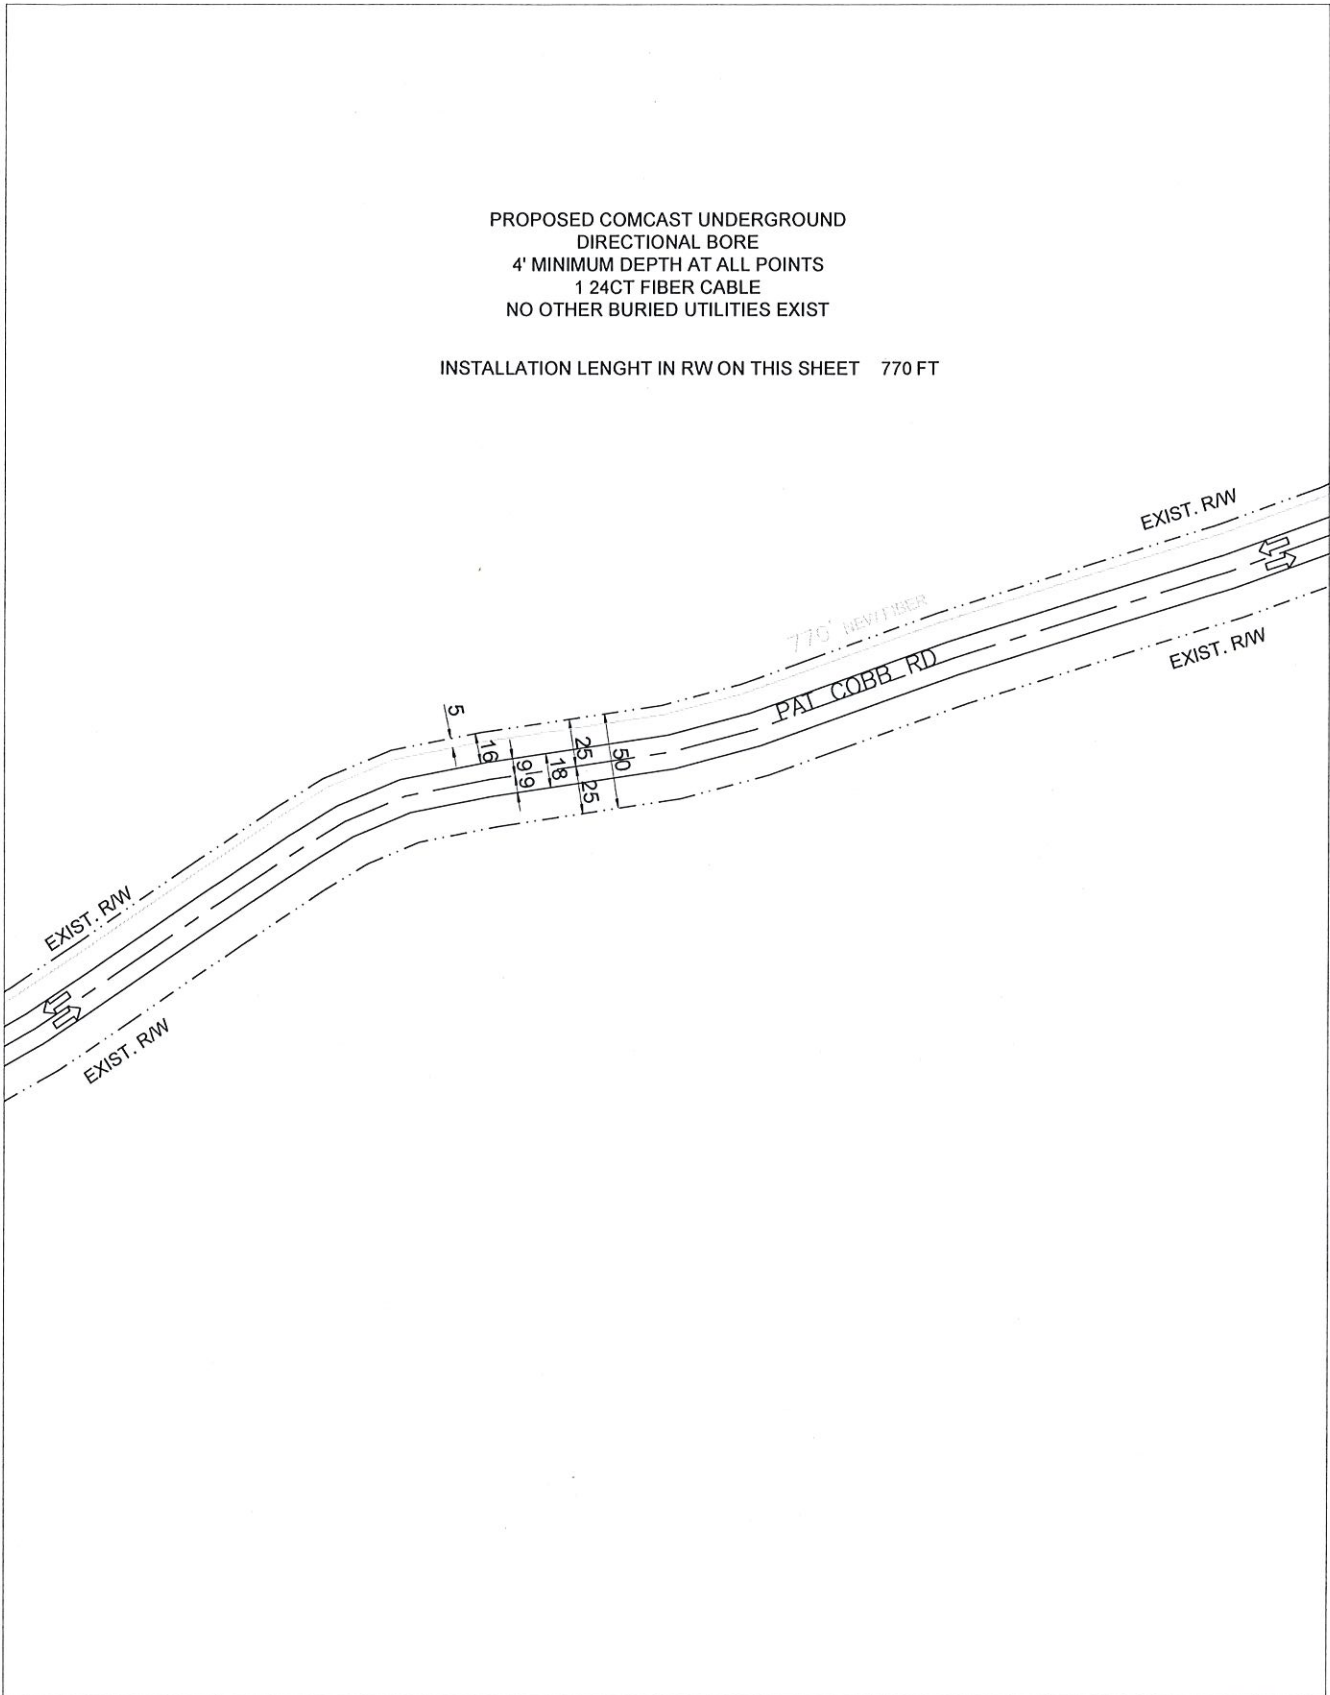 PROPOSED COMCAST UNDERGROUND
DIRECTIONAL BORE
4' MINIMUM DEPTH AT ALL POINTS
1 24CT FIBER CABLE
NO OTHER BURIED UTILITIES EXIST
INSTALLATION LENGHT IN RW ON THIS SHEET 770 FT
EXIST. R/W
770' NEW FIBER
EXIST. R/W
PAT COBB RD
5
16
9
9
18
25
25
50
EXIST. R/W
EXIST. R/W